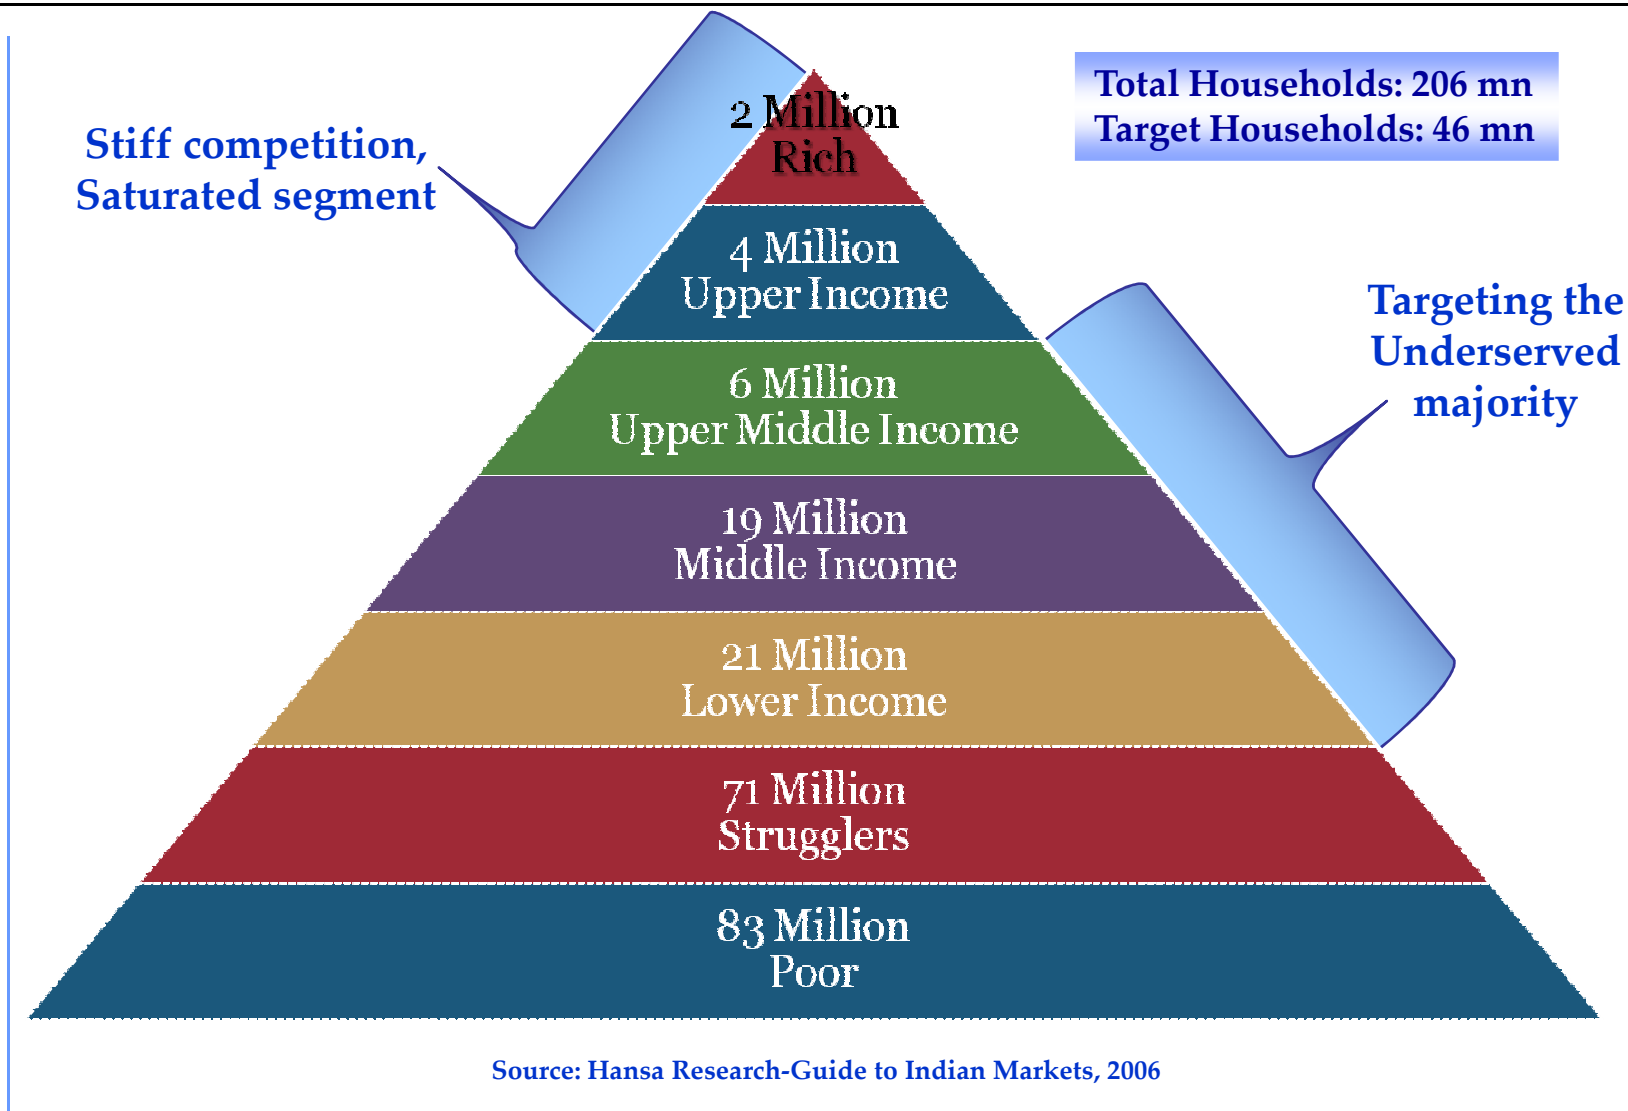 Total Households: 206 mn
Target Households: 46 mn
Stiff competition,
Saturated segment
2 Million
Rich
4 Million
Upper Income
Targeting the
Underserved
majority
6 Million
Upper Middle Income
19 Million
Middle Income
21 Million
Lower Income
71 Million
Strugglers
83 Million
Poor
Source: Hansa Research-Guide to Indian Markets, 2006